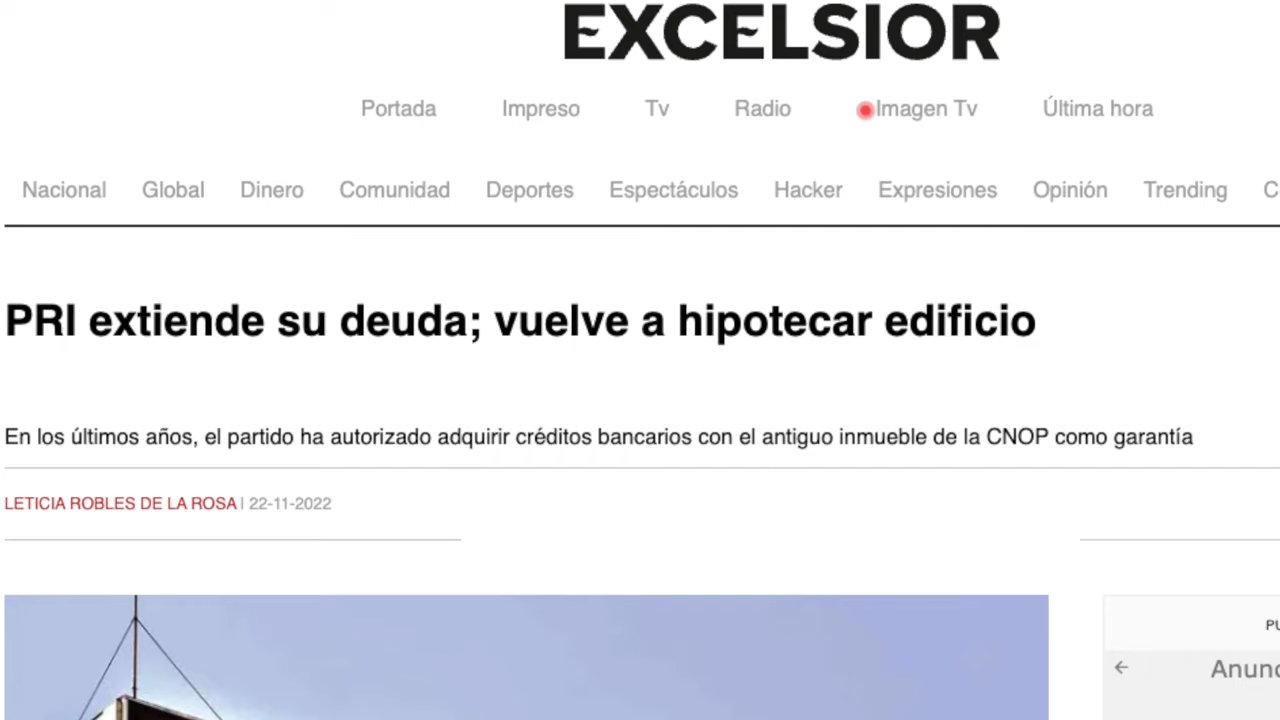 EXCELSIOR
Portada Impreso Tv Radio Imagen Tv Última hora
Nacional Global Dinero Comunidad Deportes Espectáculos Hacker Expresiones Opinión Trending C
PRI extiende su deuda; vuelve a hipotecar edificio
En los últimos años, el partido ha autorizado adquirir créditos bancarios con el antiguo inmueble de la CNOP como garantía
LETICIA ROBLES DE LA ROSA | 22-11-2022
PU
Anunc